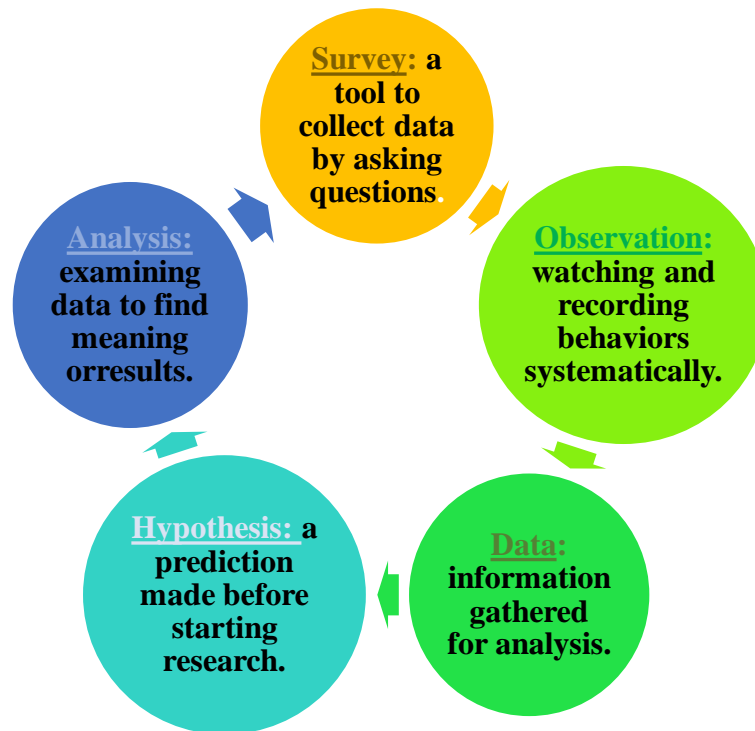 Survey: a
tool to
collect data
by asking
questions.
Observation:
watching and
recording
behaviors
systematically.
Data:
information
gathered
for analysis.
Hypothesis: a
prediction
made before
starting
research.
Analysis:
examining
data to find
meaning
orresults.